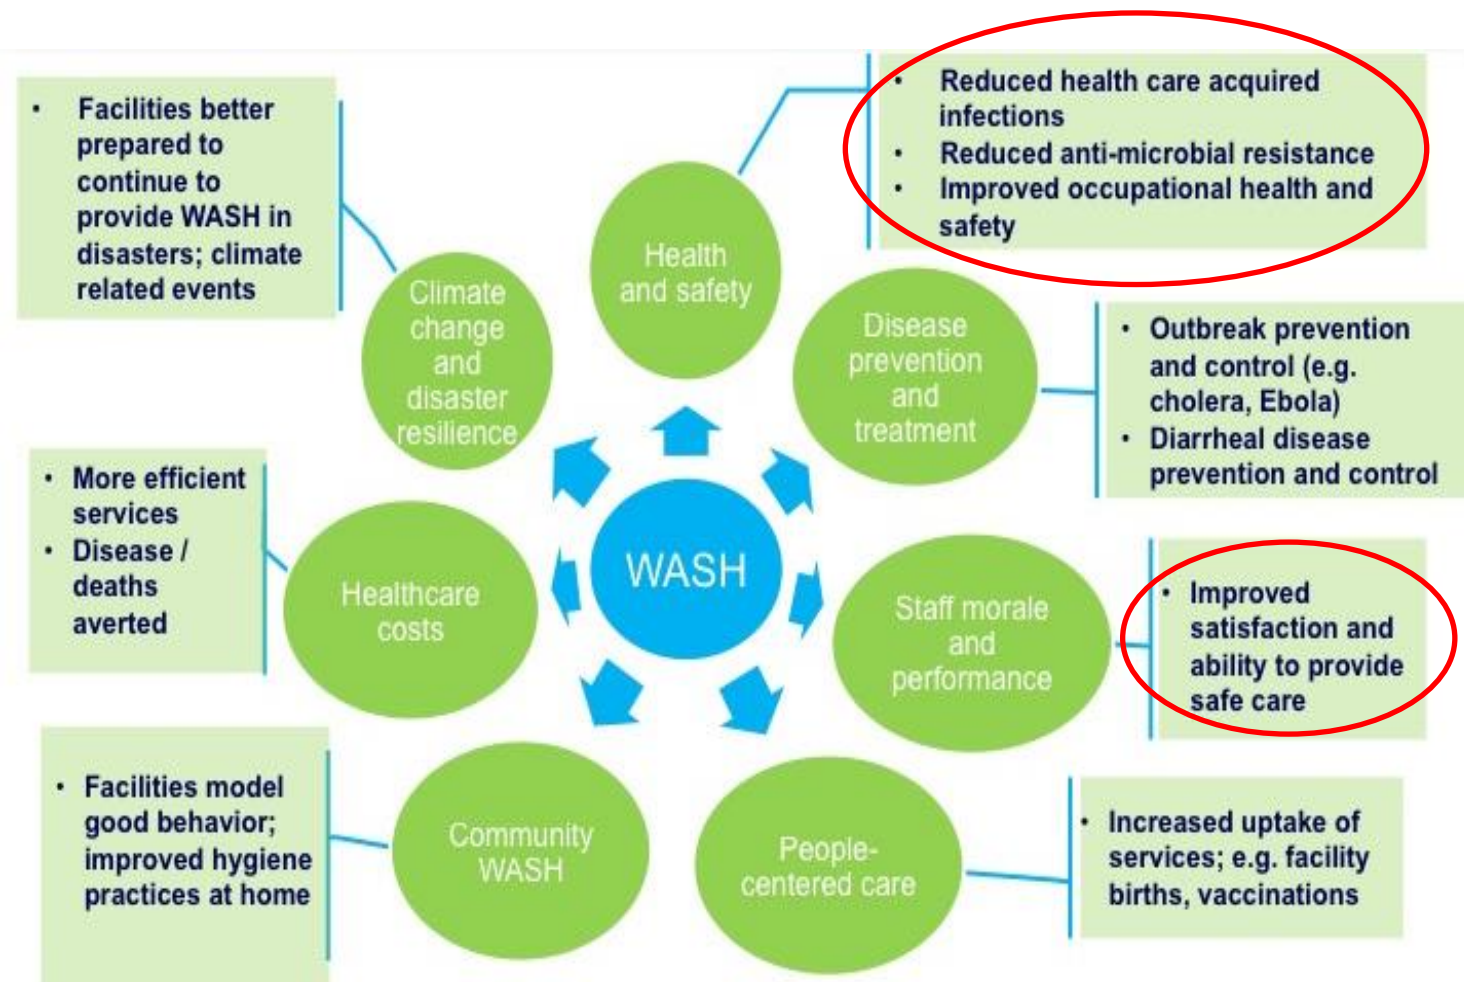 • Facilities better
prepared to
continue to
provide WASH in
disasters; climate
related events
Climate
change
and
disaster
resilience
Health
and safety
• Reduced health care acquired
infections
• Reduced anti-microbial resistance
• Improved occupational health and
safety
Disease
prevention
and
treatment
• Outbreak prevention
and control (e.g.
cholera, Ebola)
• Diarrheal disease
prevention and control
• More efficient
services
• Disease /
deaths
averted
Healthcare
costs
WASH
Staff morale
and
performance
• Improved
satisfaction and
ability to provide
safe care
• Facilities model
good behavior;
improved hygiene
practices at home
Community
WASH
People-
centered care
• Increased uptake of
services; e.g. facility
births, vaccinations